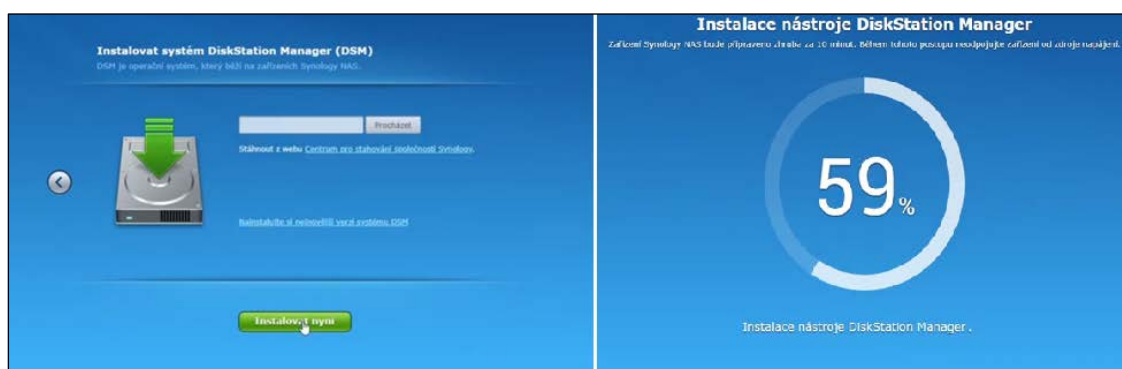 Instalovat systém DiskStation Manager (DSM)
DSM je operační systém, který běží na zařízeních Synology NAS.
Procházet
Stáhnout z webu Centrum pro stahování společnosti Synology.
Nainstalujte si nejnovější verzi systému DSM
Instalovat nyní
Instalace nástroje DiskStation Manager
Zařízení Synology NAS bude připraveno zhruba za 10 minut. Během tohoto postupu neodpojujte zařízení od zdroje napájení.
59%
Instalace nástroje DiskStation Manager .